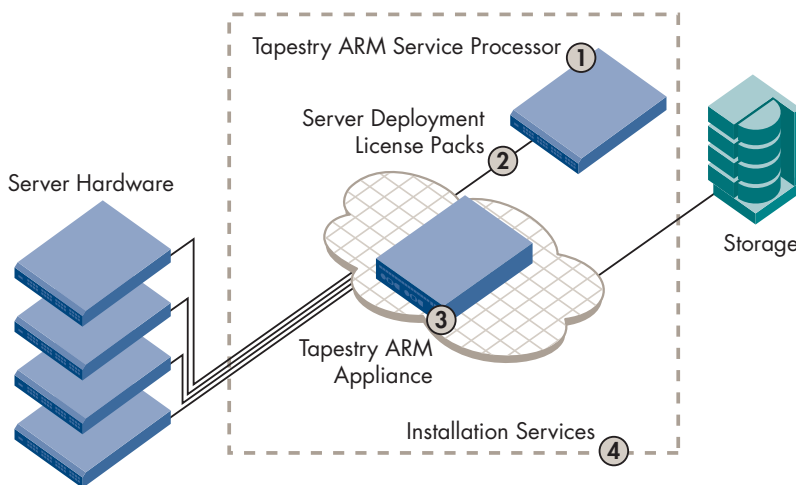 Tapestry ARM Service Processor
1
Server Deployment
License Packs
2
Server Hardware
Storage
3
Tapestry ARM
Appliance
Installation Services
4